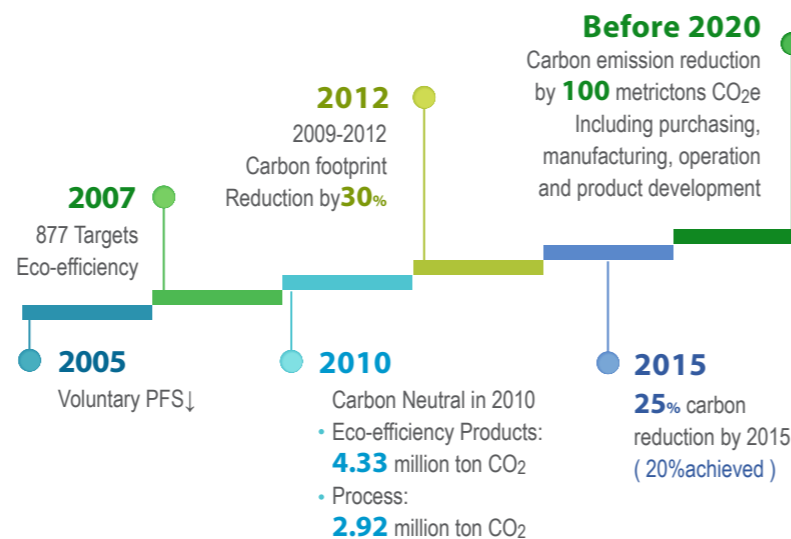 2005
Voluntary PFS↓
2007
877 Targets
Eco-efficiency
2010
Carbon Neutral in 2010
• Eco-efficiency Products:
4.33 million ton CO₂
• Process:
2.92 million ton CO₂
2012
2009-2012
Carbon footprint
Reduction by30%
2015
25% carbon
reduction by 2015
( 20%achieved )
Before 2020
Carbon emission reduction
by 100 metrictons CO₂e
Including purchasing,
manufacturing, operation
and product development